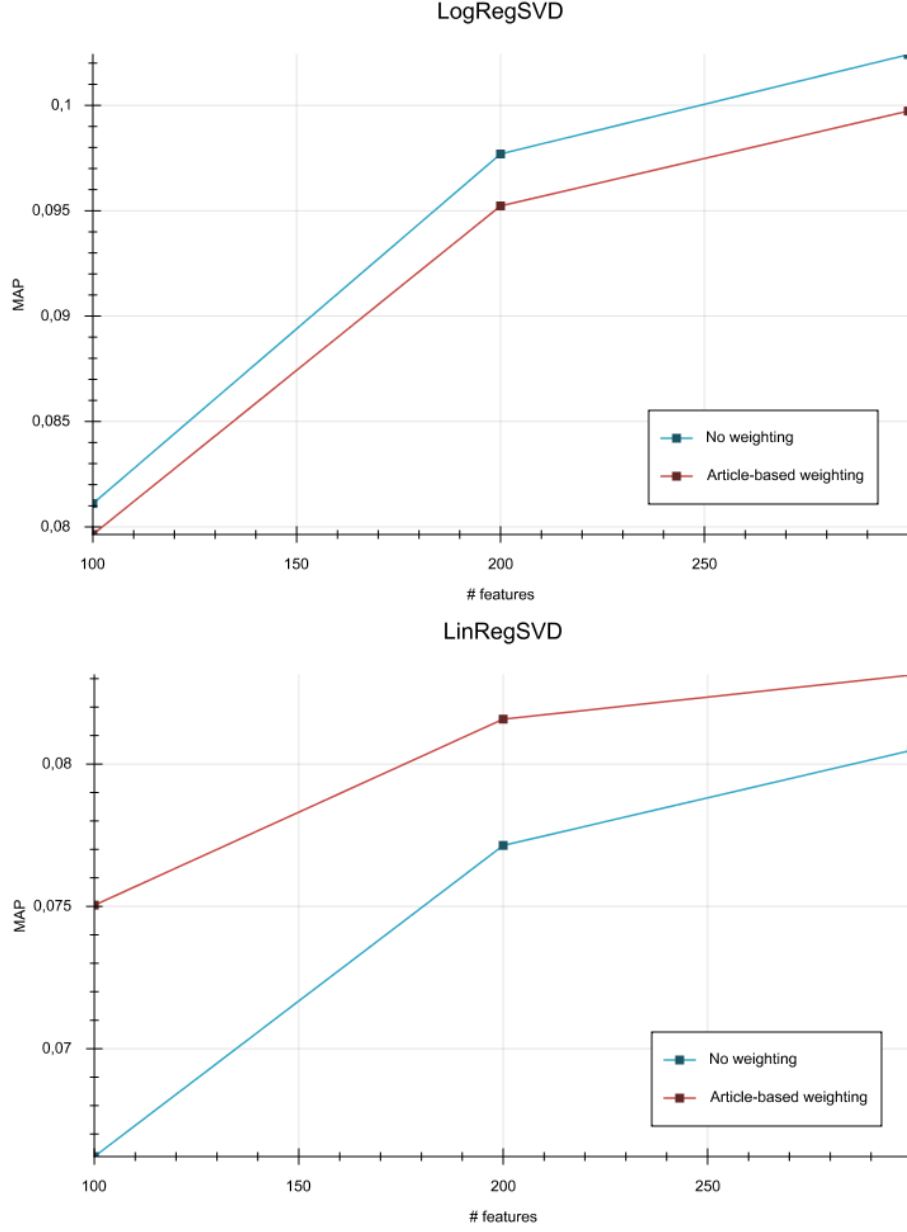 LogRegSVD
0,1
0,095
MAP
0,09
0,085
No weighting
Article-based weighting
0,08
100 150 200 250
# features
LinRegSVD
0,08
MAP
0,075
0,07
No weighting
Article-based weighting
100 150 200 250
# features